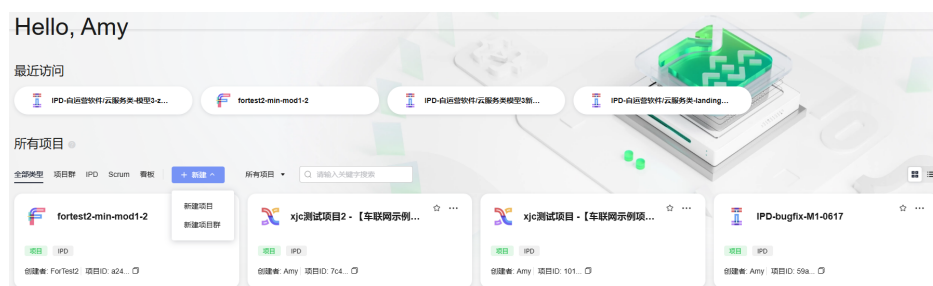 Hello, Amy
最近访问
IPD-自运营软件/云服务类-模型3-z...
fortest2-min-mod1-2
IPD-自运营软件/云服务类模型3新...
IPD-自运营软件/云服务类-landing...
所有项目
全部类型 项目群 IPD Scrum 看板 + 新建 所有项目 请输入关键字搜索
新建项目
新建项目群
fortest2-min-mod1-2
项目 IPD
创建者: ForTest2 项目ID: a24...
xjc测试项目2 - 【车联网示例...
项目 IPD
创建者: Amy 项目ID: 7c4...
xjc测试项目 - 【车联网示例项...
项目 IPD
创建者: Amy 项目ID: 101...
IPD-bugfix-M1-0617
项目 IPD
创建者: Amy 项目ID: 59a...